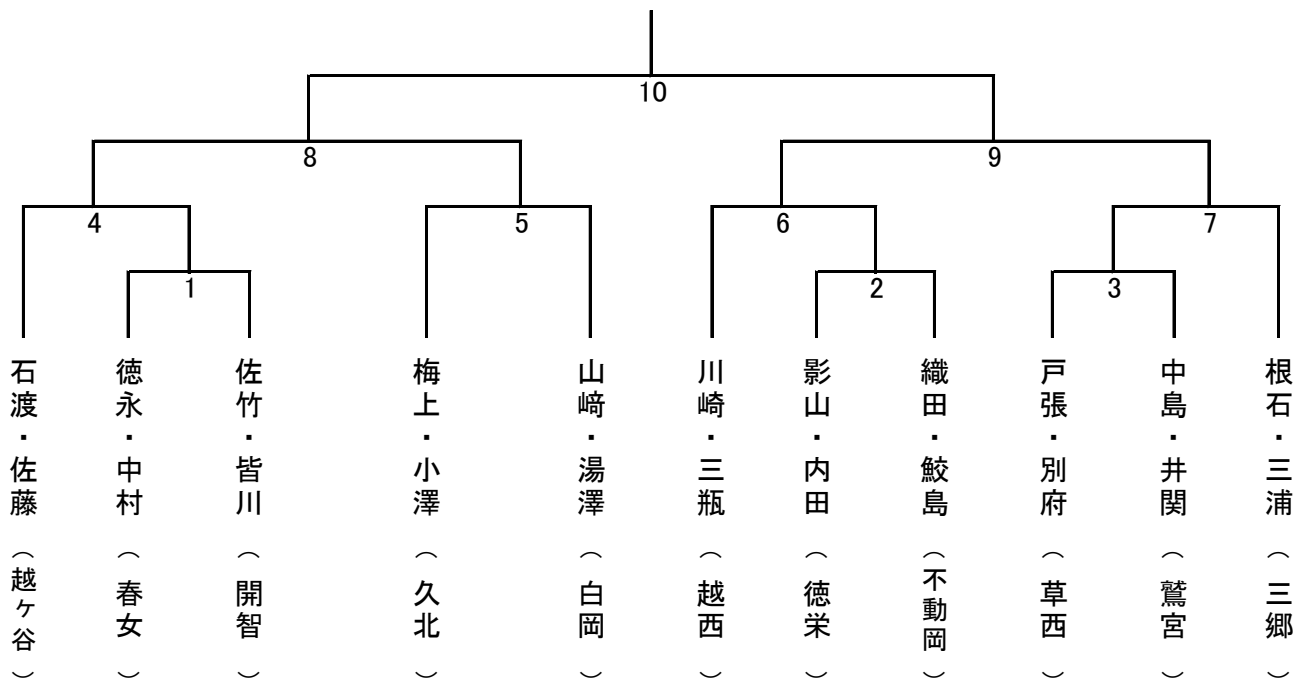 10
8
9
4
5
6
7
1
2
3
石渡・佐藤（越ヶ谷）
徳永・中村（春女）
佐竹・皆川（開智）
梅上・小澤（久北）
山﨑・湯澤（白岡）
川崎・三瓶（越西）
影山・内田（徳栄）
織田・鮫島（不動岡）
戸張・別府（草西）
中島・井関（鷲宮）
根石・三浦（三郷）